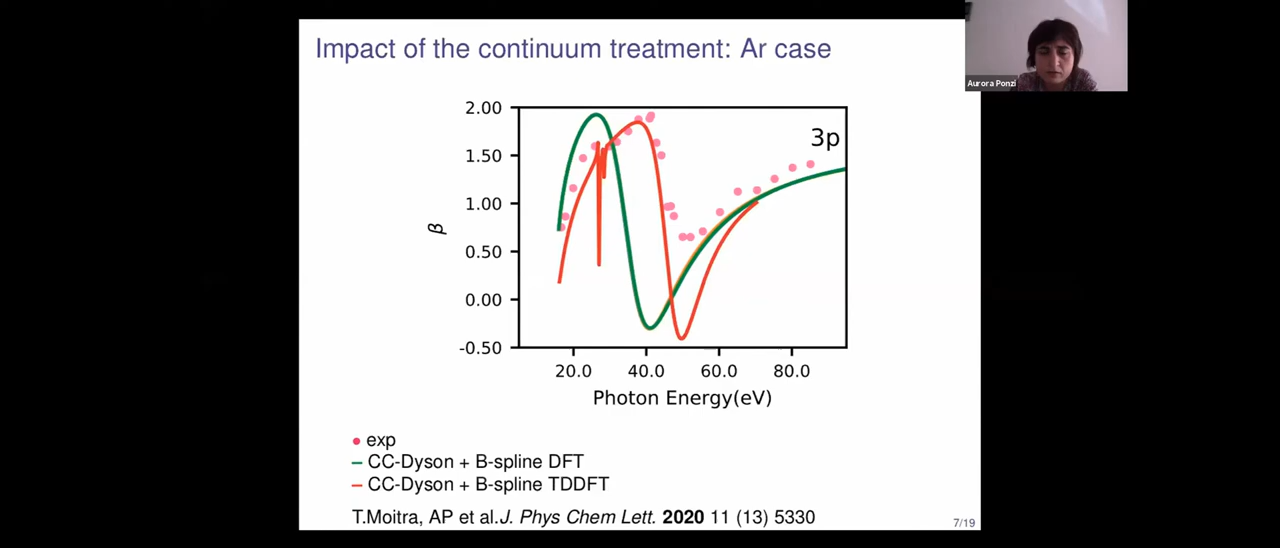 Impact of the continuum treatment: Ar case
Aurora Ponzi
2.00
1.50
1.00
0.50
0.00
-0.50
β
3p
20.0 40.0 60.0 80.0
Photon Energy(eV)
exp
CC-Dyson + B-spline DFT
CC-Dyson + B-spline TDDFT
T.Moitra, AP et al.J. Phys Chem Lett. 2020 11 (13) 5330
7/19